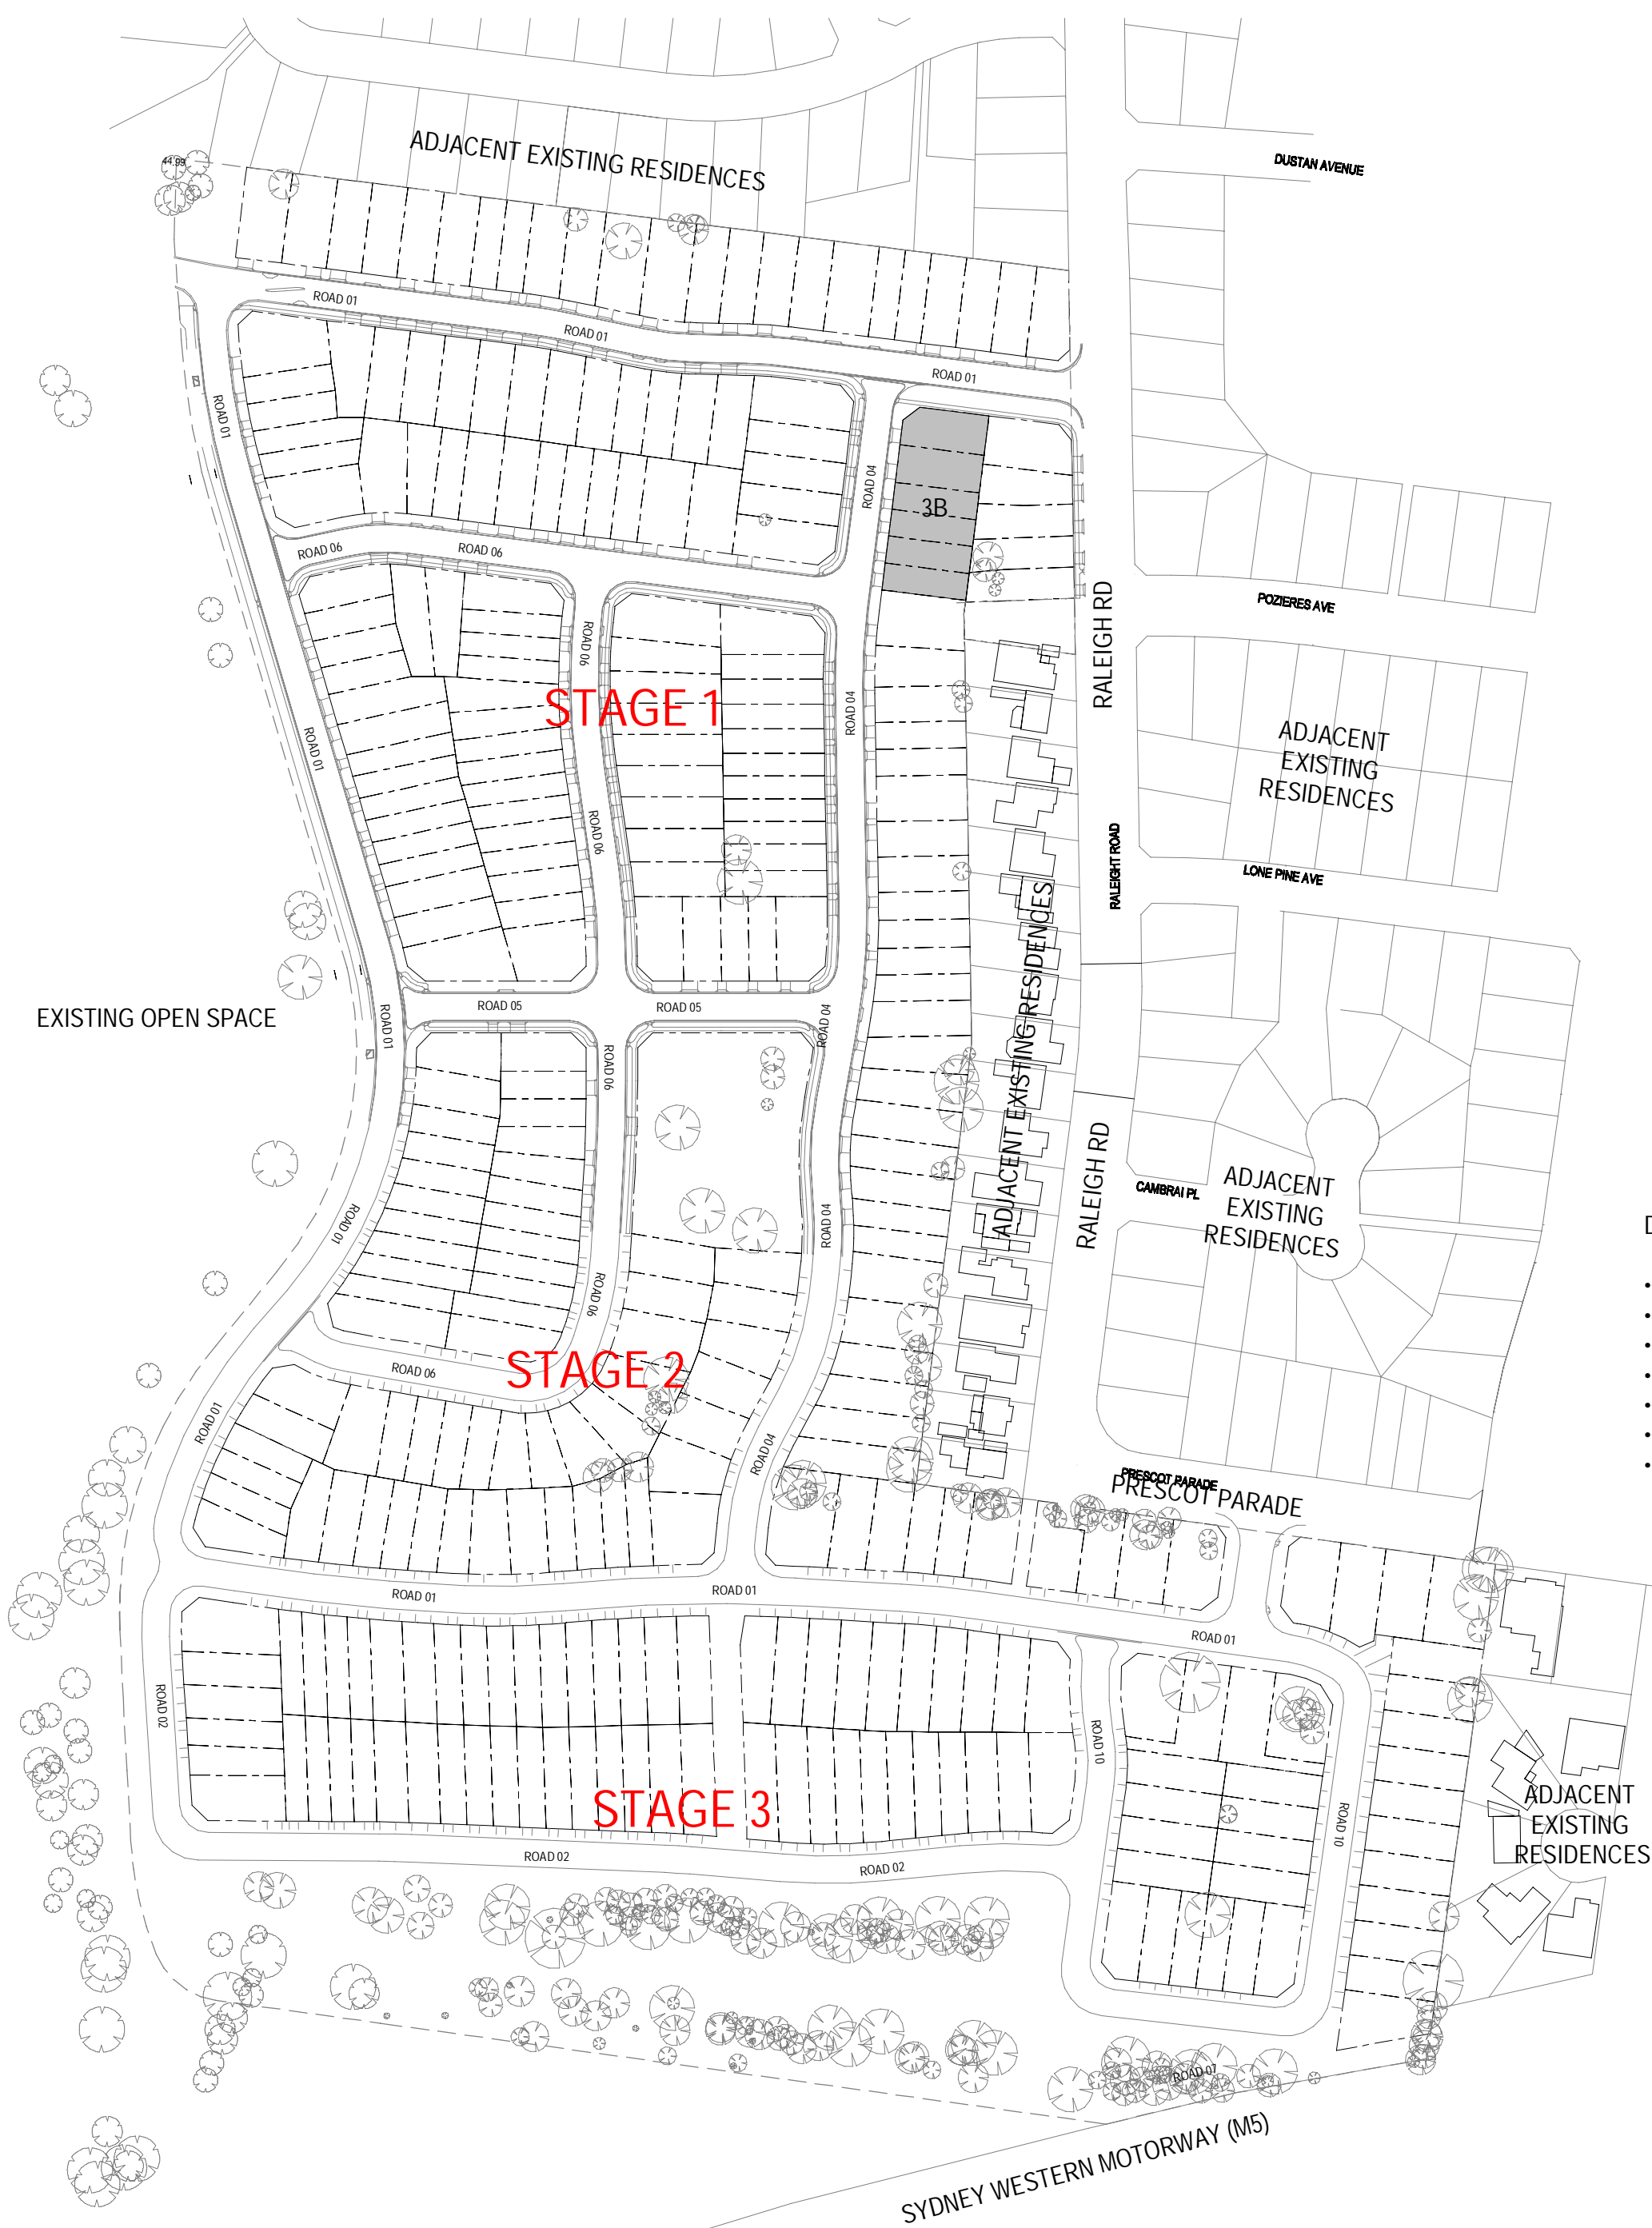 ADJACENT EXISTING RESIDENCES
DUSTAN AVENUE
44.99
ROAD 01
ROAD 01
ROAD 01
ROAD 01
ROAD 04
3B
ROAD 06
ROAD 06
POZIERES AVE
RALEIGH RD
ROAD 06
STAGE 1
ROAD 04
ROAD 01
ADJACENT
EXISTING
RESIDENCES
ROAD 06
RALEIGHT ROAD
LONE PINE AVE
ADJACENT EXISTING RESIDENCES
EXISTING OPEN SPACE
ROAD 01
ROAD 05
ROAD 05
ROAD 04
ROAD 06
RALEIGH RD
CAMBRAI PL
ADJACENT
EXISTING
RESIDENCES
ROAD 01
ROAD 04
ROAD 06
STAGE 2
ROAD 06
ROAD 01
ROAD 04
PRESCOT PARADE
PRESCOT PARADE
ROAD 01
ROAD 01
ROAD 01
ROAD 02
ROAD 10
STAGE 3
ROAD 10
ADJACENT
EXISTING
RESIDENCES
ROAD 02
ROAD 02
ROAD 07
SYDNEY WESTERN MOTORWAY (M5)